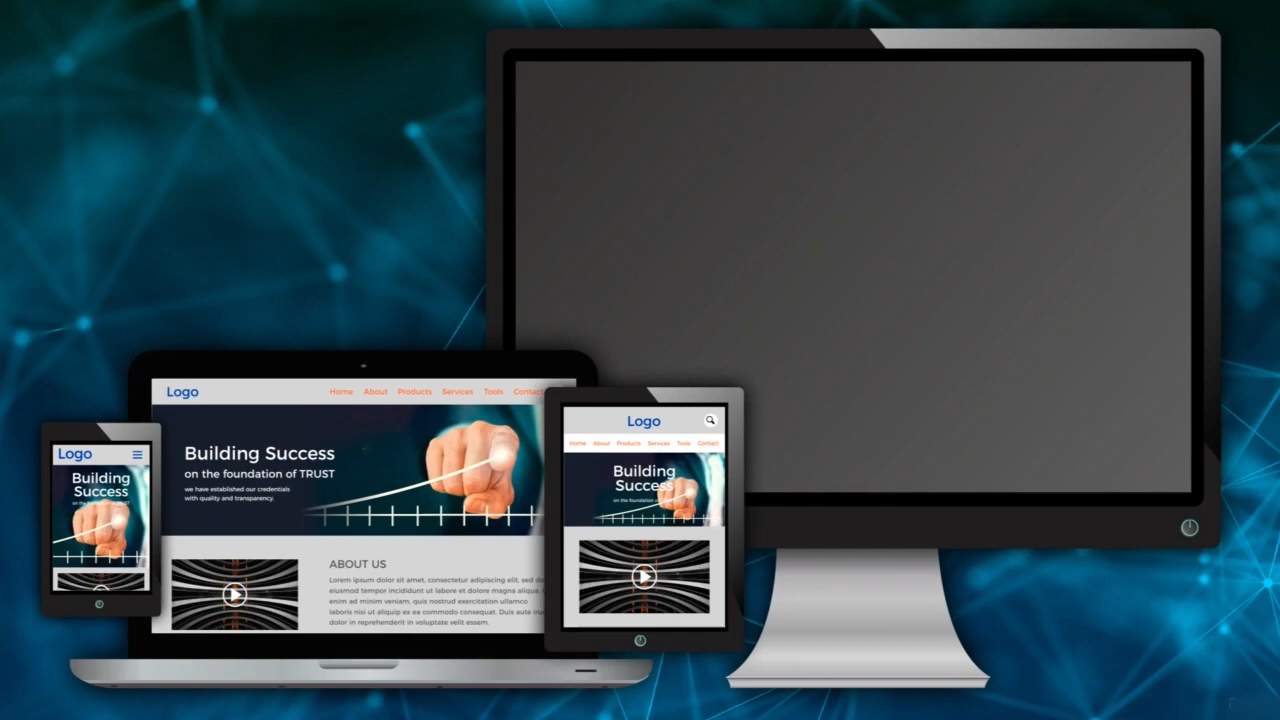 Logo
Home About Products Services Tools Contact
Building Success
on the foundation of TRUST
we have established our credentials
with quality and transparency.
ABOUT US
Lorem ipsum dolor sit amet, consectetur adipiscing elit, sed do
eiusmod tempor incididunt ut labore et dolore magna aliqua.
enim ad minim veniam, quis nostrud exercitation ullamco
laboris nisi ut aliquip ex ea commodo consequat. Duis aute
dolor in reprehenderit in voluptate velit essem.
Logo
Building
Success
Logo
Home About Products Services Tools Contact
Building
Success
on the foundation